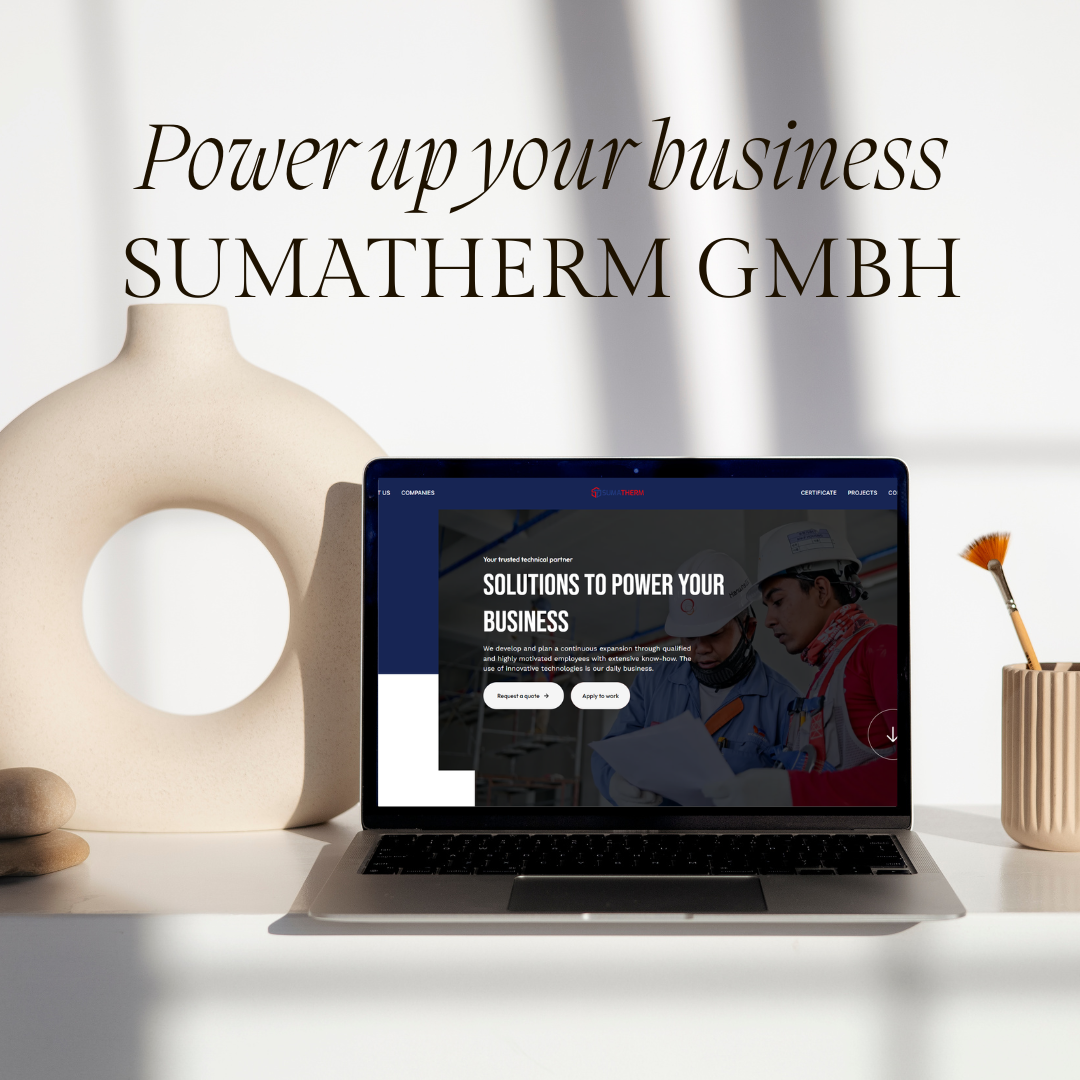 Power up your business
SUMATHERM GMBH
T US COMPANIES SUMATHERM CERTIFICATE PROJECTS CO
Your trusted technical partner
SOLUTIONS TO POWER YOUR
BUSINESS
We develop and plan a continuous expansion through qualified
and highly motivated employees with extensive know-how. The
use of innovative technologies is our daily business.
Request a quote → Apply to work